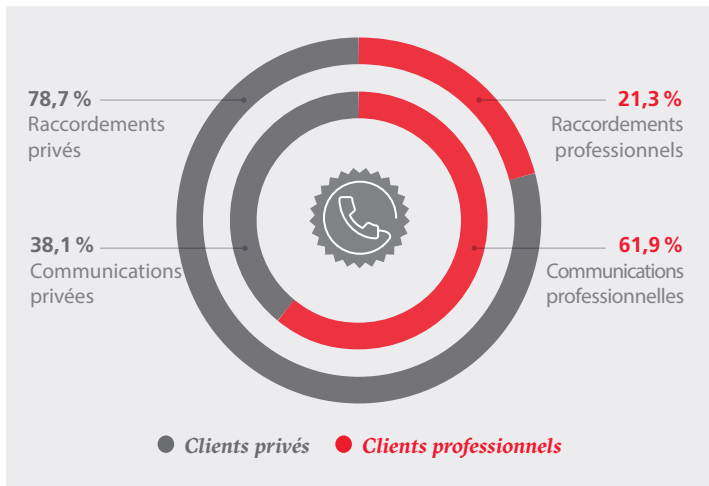 78,7 %
Raccordements
privés
21,3 %
Raccordements
professionnels
38,1 %
Communications
privées
61,9 %
Communications
professionnelles
Clients privés
Clients professionnels